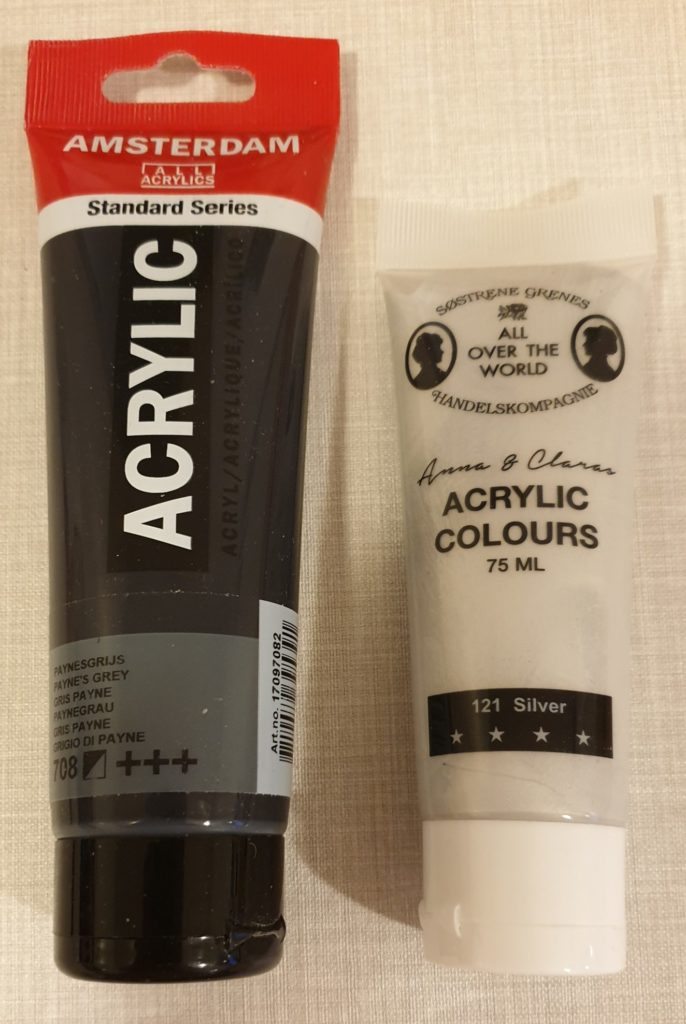 AMSTERDAM
ALL
ACRYLICS
Standard Series
ACRYLIC
ACRYL/ACRYLIQUE/ACRÍLICO
PAYNESGRIJS
PAYNE'S GREY
GRIS PAYNE
PAYNEGRAU
GRIS PAYNE
GRIGIO DI PAYNE
708 +++
Art.no. 17097082
SØSTRENE GRENES
ALL
OVER THE
WORLD
HANDELSKOMPAGNIE
Anna & Claras
ACRYLIC
COLOURS
75 ML
121 Silver